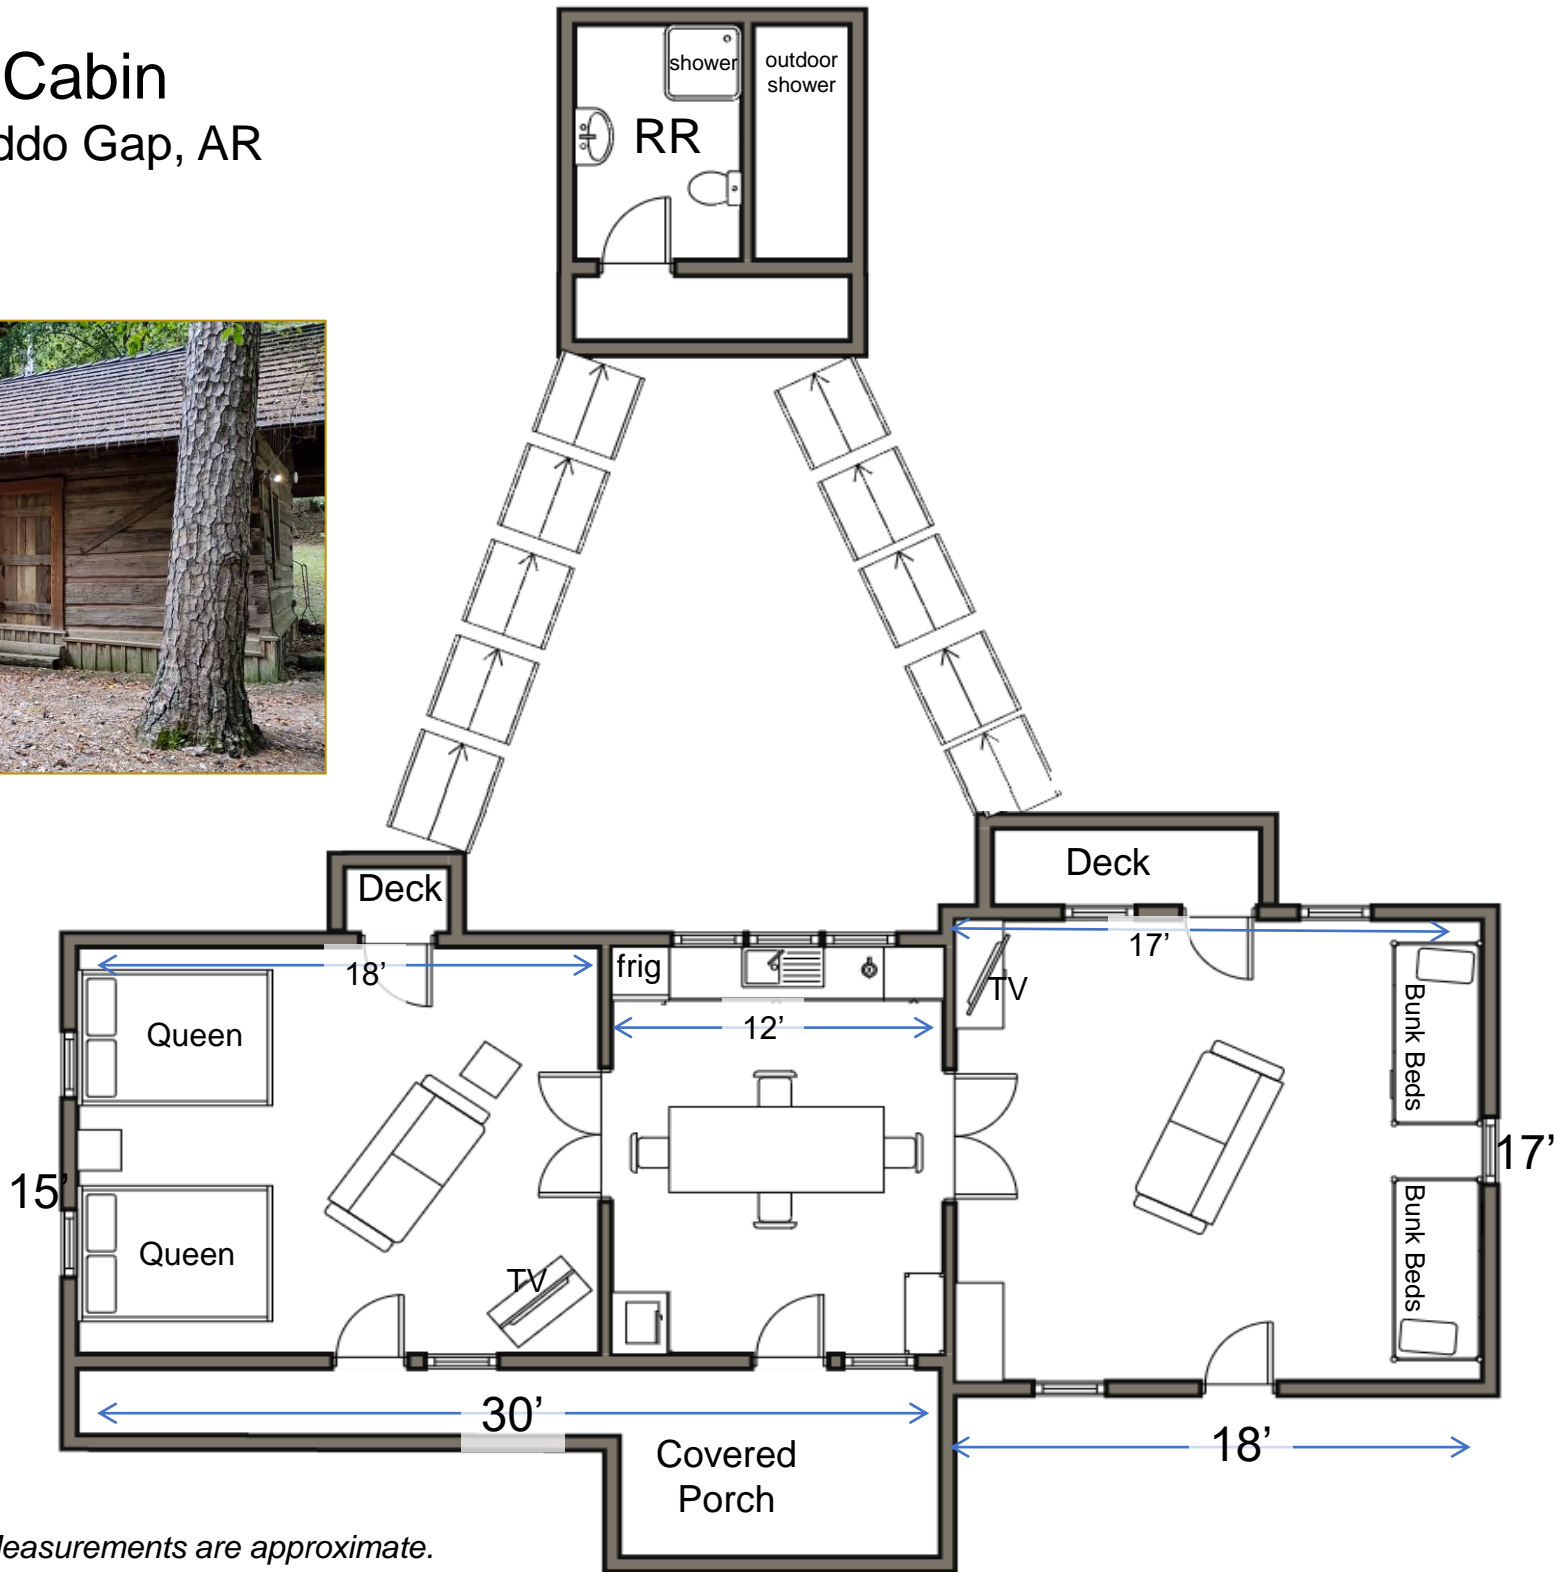 Cabin
ddo Gap, AR
shower
outdoor
shower
RR
Deck
Deck
18’
frig
17’
TV
12’
Queen
Bunk Beds
15’
17’
Queen
Bunk Beds
TV
30’
18’
Covered
Porch
Measurements are approximate.